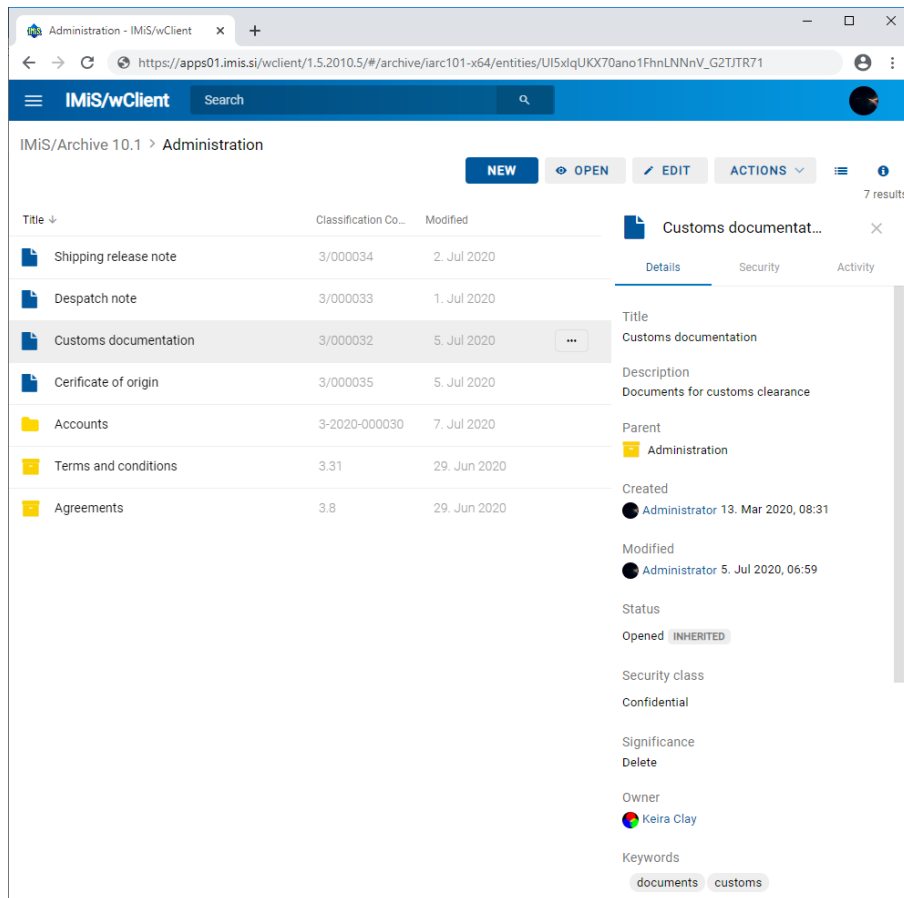 Administration - IMiS/wClient
https://apps01.imis.si/wclient/1.5.2010.5/#/archive/iarc101-x64/entities/UI5xIqUKX70ano1FhnLNNnV_G2TJTR71
IMiS/wClient Search
IMiS/Archive 10.1 > Administration
NEW OPEN EDIT ACTIONS
7 results
Title Classification Co... Modified
Shipping release note 3/000034 2. Jul 2020
Despatch note 3/000033 1. Jul 2020
Customs documentation 3/000032 5. Jul 2020
Cerificate of origin 3/000035 5. Jul 2020
Accounts 3-2020-000030 7. Jul 2020
Terms and conditions 3.31 29. Jun 2020
Agreements 3.8 29. Jun 2020
Customs documentat...
Details Security Activity
Title
Customs documentation
Description
Documents for customs clearance
Parent
Administration
Created
Administrator 13. Mar 2020, 08:31
Modified
Administrator 5. Jul 2020, 06:59
Status
Opened INHERITED
Security class
Confidential
Significance
Delete
Owner
Keira Clay
Keywords
documents customs